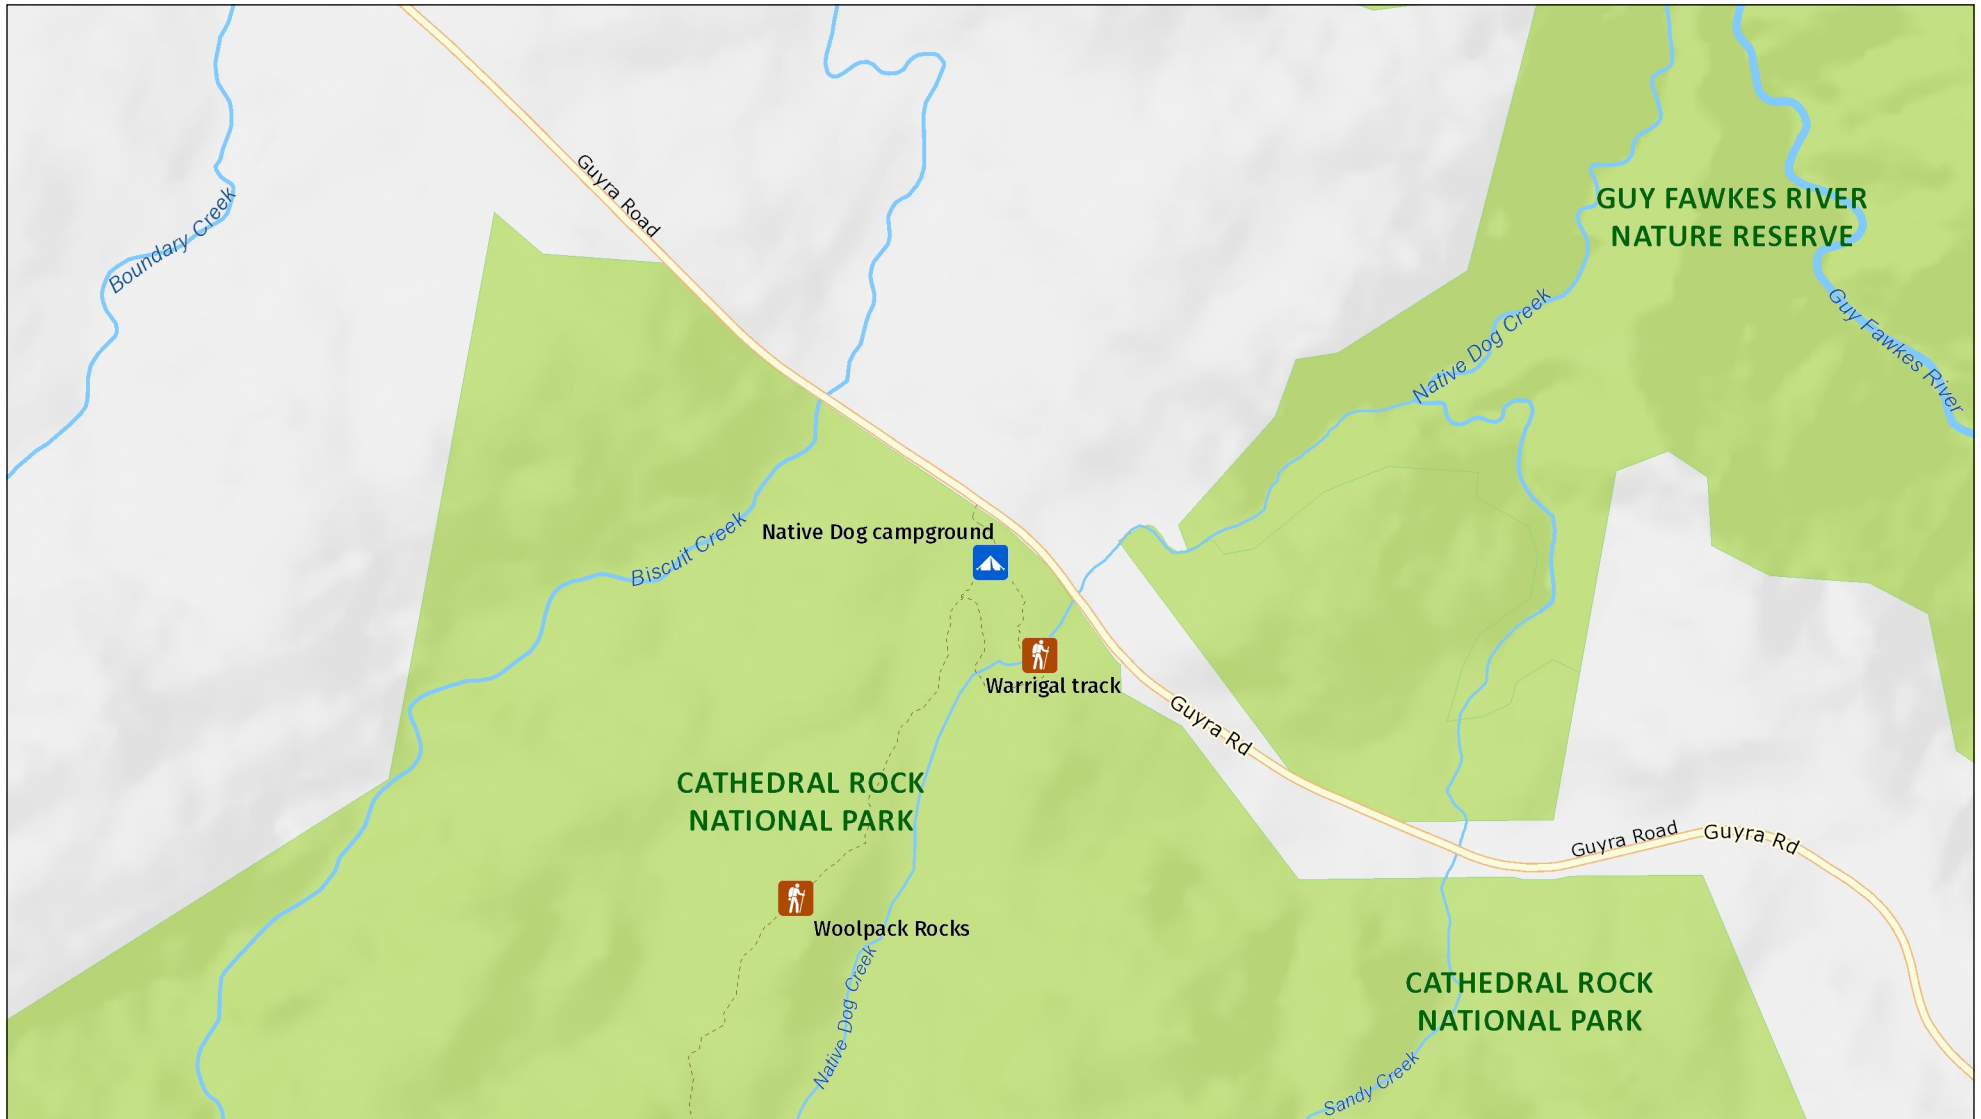 Guyra Road
Boundary Creek
GUY FAWKES RIVER
NATURE RESERVE
Native Dog Creek
Guy Fawkes River
Native Dog campground
Biscuit Creek
Warrigal track
Guyra Rd
CATHEDRAL ROCK
NATIONAL PARK
Guyra Road
Guyra Rd
Woolpack Rocks
Native Dog Creek
CATHEDRAL ROCK
NATIONAL PARK
Sandy Creek